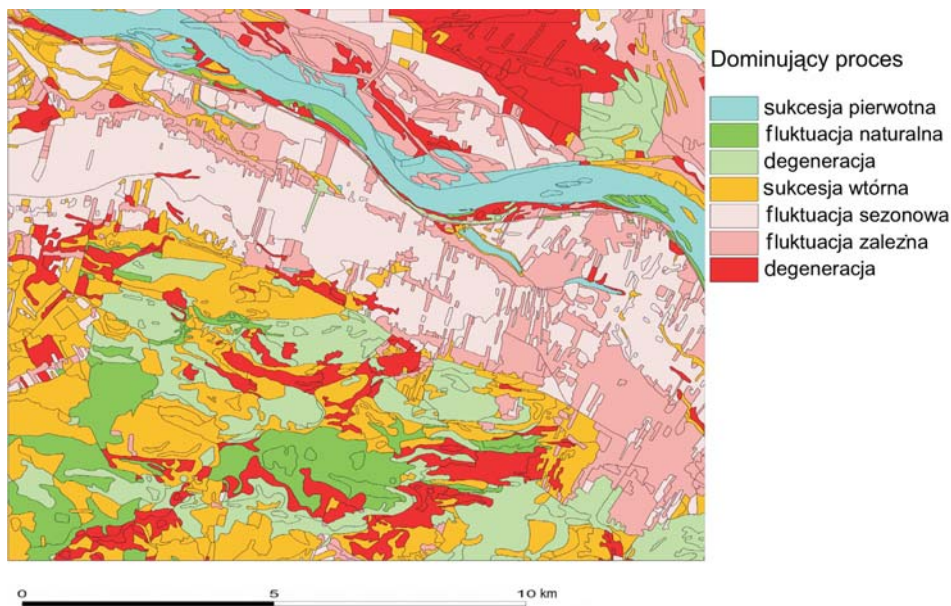 Dominujący proces
sukcesja pierwotna
fluktuacja naturalna
degeneracja
sukcesja wtórna
fluktuacja sezonowa
fluktuacja zależna
degeneracja
0 5 10 km